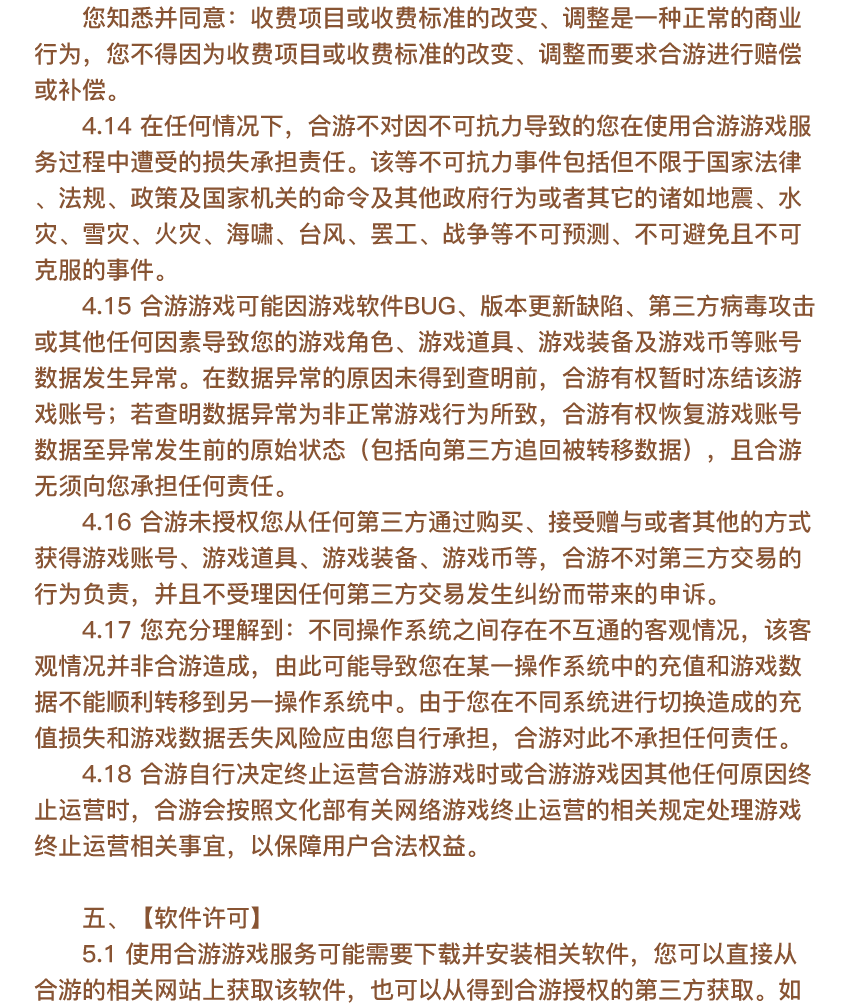 您知悉并同意：收费项目或收费标准的改变、调整是一种正常的商业
行为，您不得因为收费项目或收费标准的改变、调整而要求合游进行赔偿
或补偿。
4.14 在任何情况下，合游不对因不可抗力导致的您在使用合游游戏服
务过程中遭受的损失承担责任。该等不可抗力事件包括但不限于国家法律
、法规、政策及国家机关的命令及其他政府行为或者其它的诸如地震、水
灾、雪灾、火灾、海啸、台风、罢工、战争等不可预测、不可避免且不可
克服的事件。
4.15 合游游戏可能因游戏软件BUG、版本更新缺陷、第三方病毒攻击
或其他任何因素导致您的游戏角色、游戏道具、游戏装备及游戏币等账号
数据发生异常。在数据异常的原因未得到查明前，合游有权暂时冻结该游
戏账号；若查明数据异常为非正常游戏行为所致，合游有权恢复游戏账号
数据至异常发生前的原始状态（包括向第三方追回被转移数据），且合游
无须向您承担任何责任。
4.16 合游未授权您从任何第三方通过购买、接受赠与或者其他的方式
获得游戏账号、游戏道具、游戏装备、游戏币等，合游不对第三方交易的
行为负责，并且不受理因任何第三方交易发生纠纷而带来的申诉。
4.17 您充分理解到：不同操作系统之间存在不互通的客观情况，该客
观情况并非合游造成，由此可能导致您在某一操作系统中的充值和游戏数
据不能顺利转移到另一操作系统中。由于您在不同系统进行切换造成的充
值损失和游戏数据丢失风险应由您自行承担，合游对此不承担任何责任。
4.18 合游自行决定终止运营合游游戏时或合游游戏因其他任何原因终
止运营时，合游会按照文化部有关网络游戏终止运营的相关规定处理游戏
终止运营相关事宜，以保障用户合法权益。
五、【软件许可】
5.1 使用合游游戏服务可能需要下载并安装相关软件，您可以直接从
合游的相关网站上获取该软件，也可以从得到合游授权的第三方获取。如